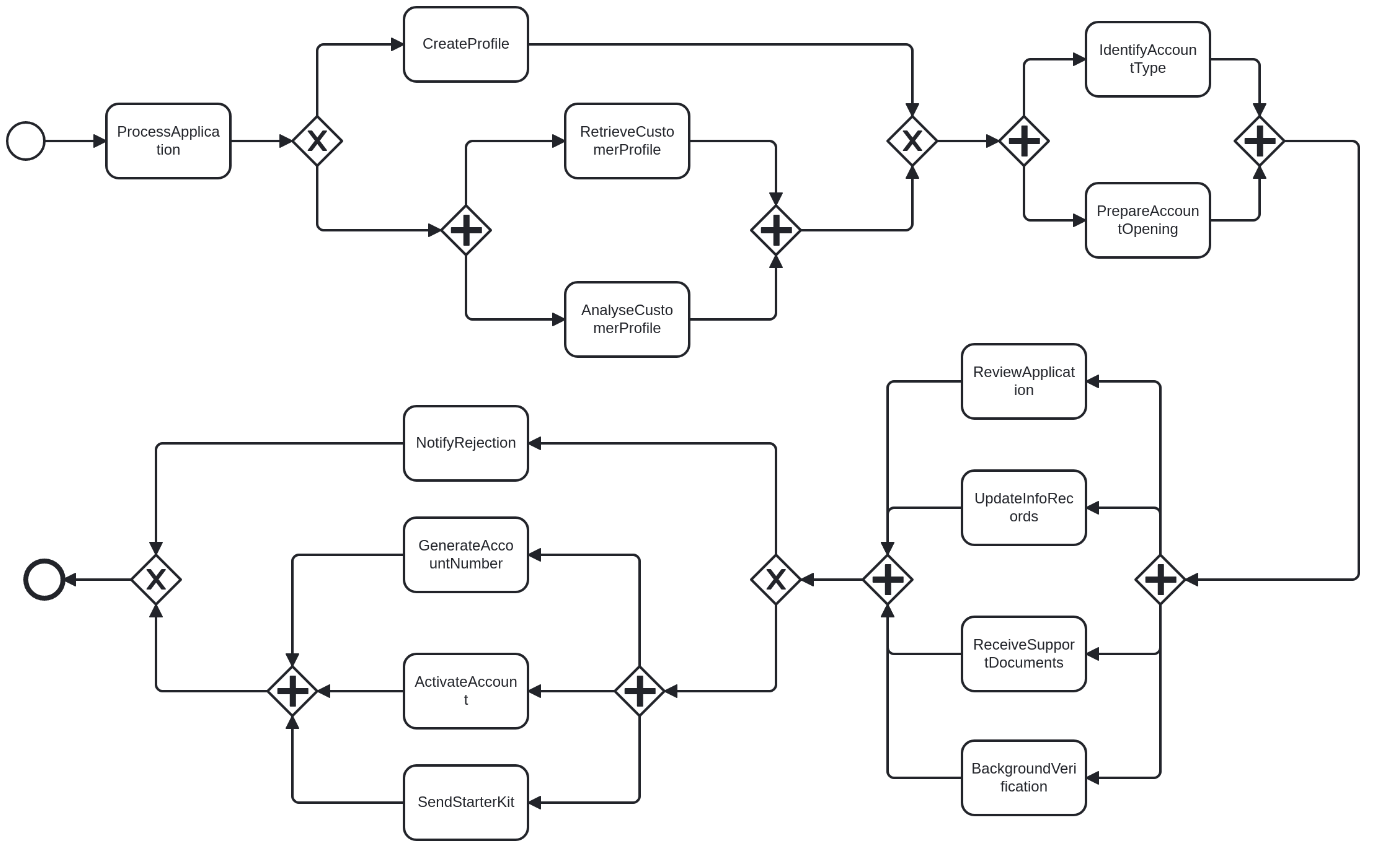 CreateProfile
IdentifyAccoun
tType
ProcessApplica
tion
RetrieveCusto
merProfile
PrepareAccoun
tOpening
AnalyseCusto
merProfile
ReviewApplicat
ion
NotifyRejection
UpdateInfoRec
ords
GenerateAcco
untNumber
ReceiveSuppor
tDocuments
ActivateAccoun
t
BackgroundVeri
fication
SendStarterKit